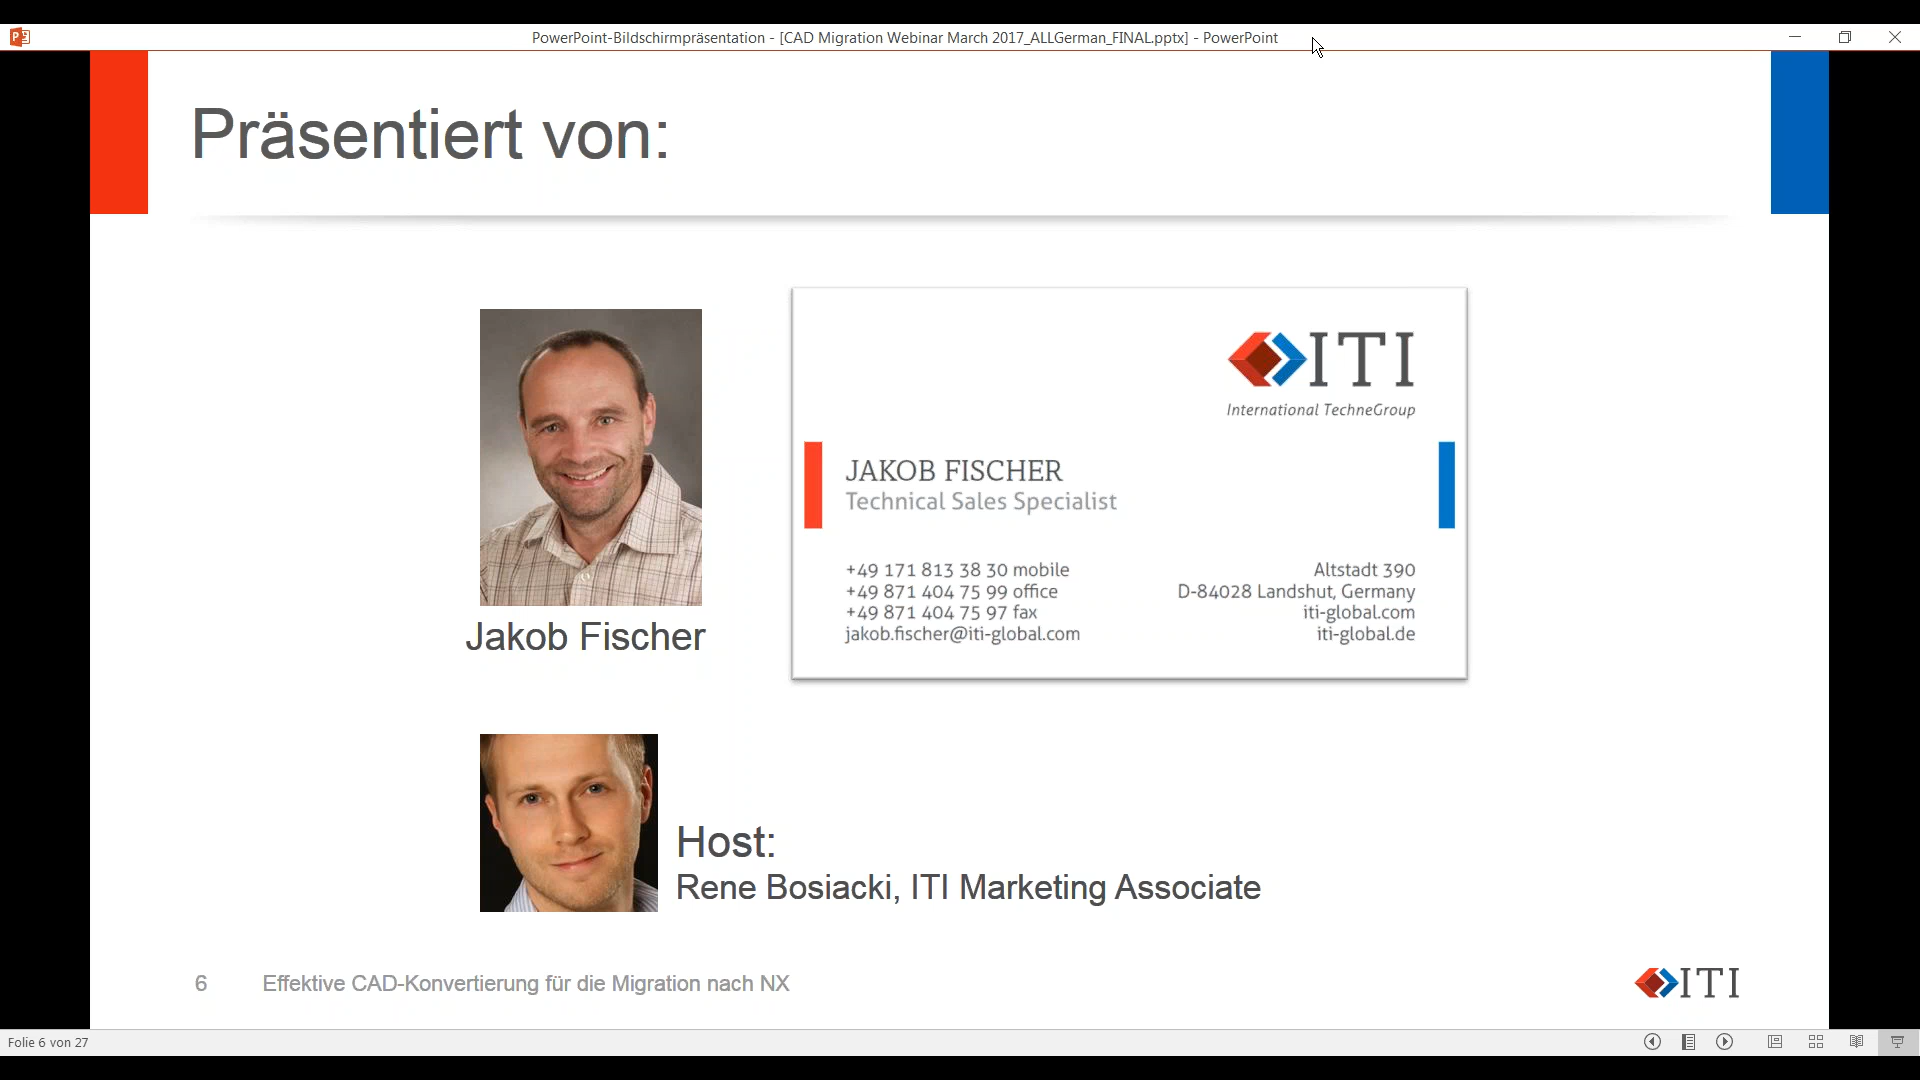 PowerPoint-Bildschirmpräsentation - [CAD Migration Webinar March 2017_ALLGerman_FINAL.pptx] - PowerPoint
Präsentiert von:
ITI
International TechneGroup
JAKOB FISCHER
Technical Sales Specialist
+49 171 813 38 30 mobile
+49 871 404 75 99 office
+49 871 404 75 97 fax
jakob.fischer@iti-global.com
Altstadt 390
D-84028 Landshut, Germany
iti-global.com
iti-global.de
Jakob Fischer
Host:
Rene Bosiacki, ITI Marketing Associate
6 Effektive CAD-Konvertierung für die Migration nach NX
ITI
Folie 6 von 27